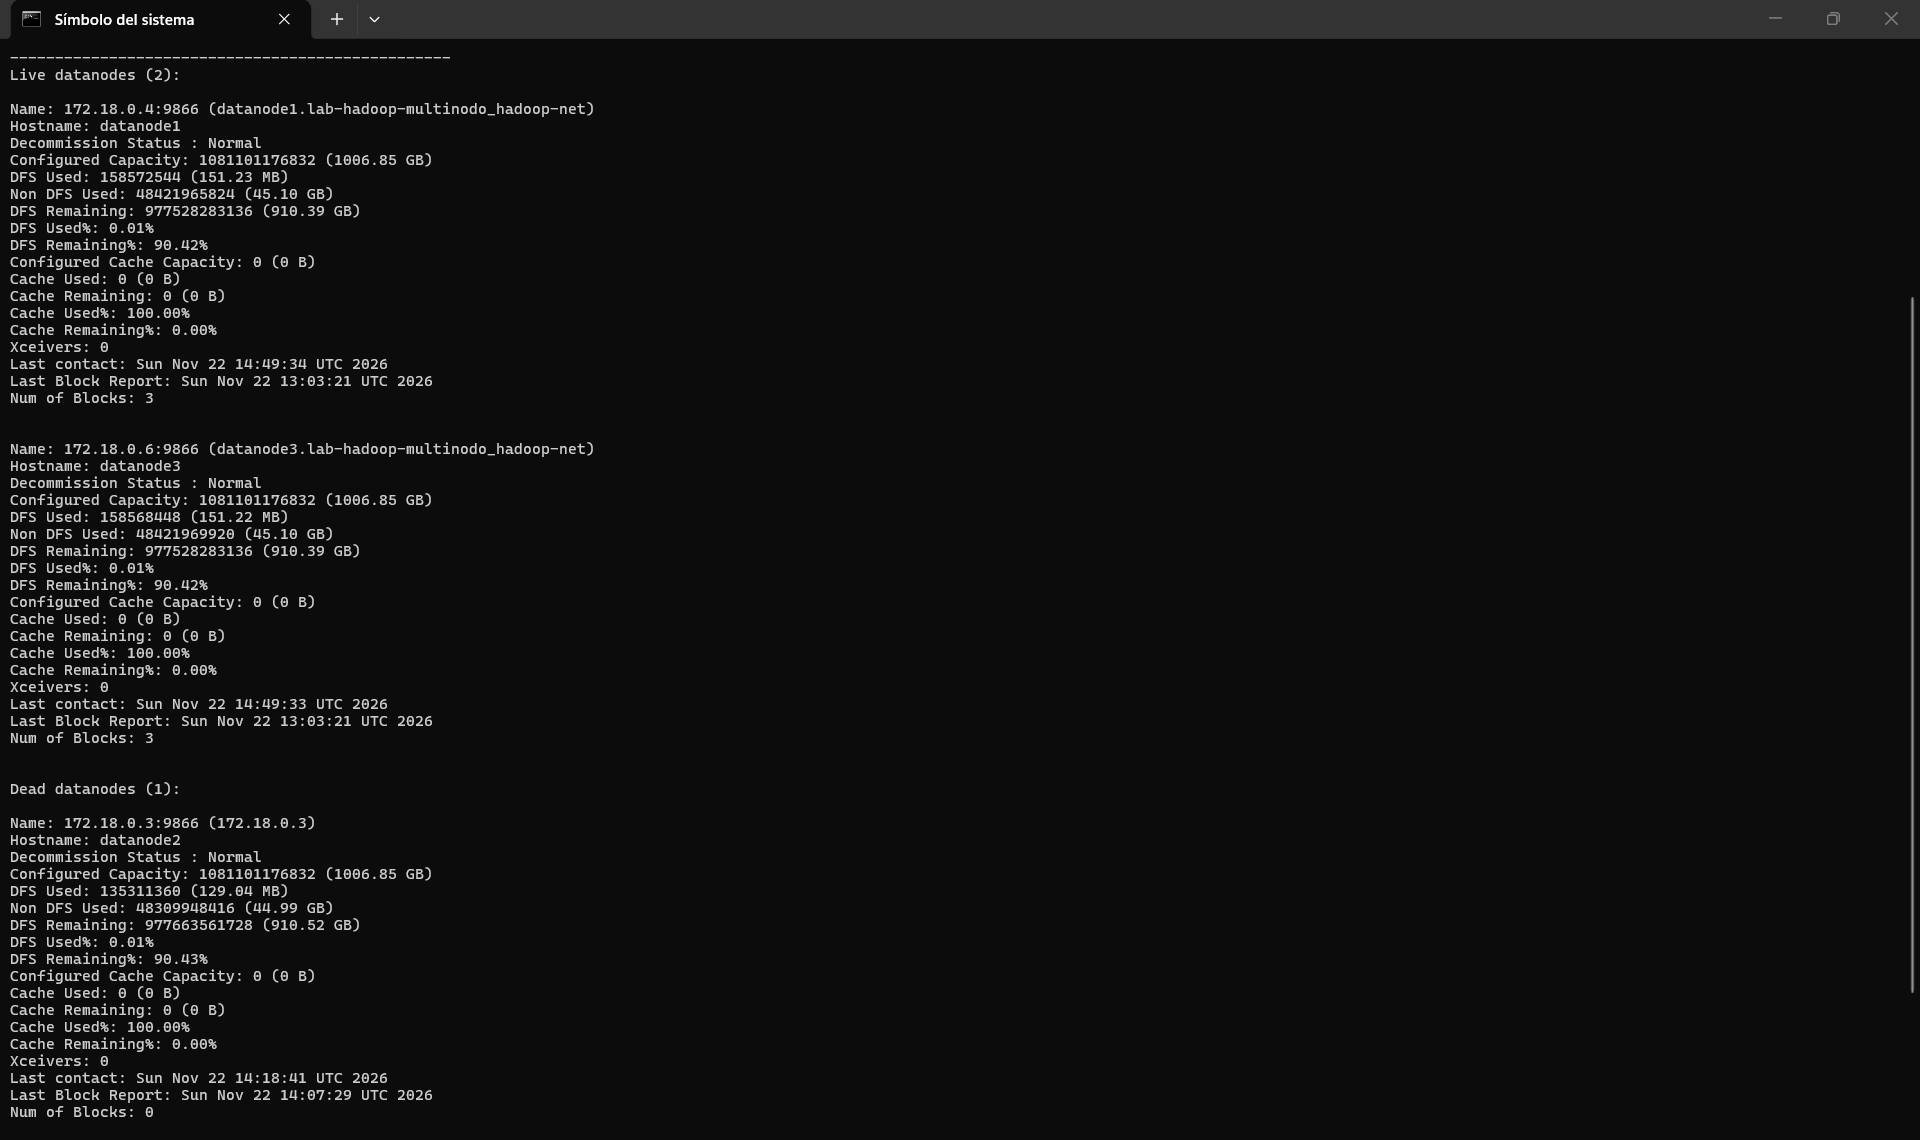 Símbolo del sistema
-------------------------------------------------
Live datanodes (2):
Name: 172.18.0.4:9866 (datanode1.lab-hadoop-multinodo_hadoop-net)
Hostname: datanode1
Decommission Status : Normal
Configured Capacity: 1081101176832 (1006.85 GB)
DFS Used: 158572544 (151.23 MB)
Non DFS Used: 48421965824 (45.10 GB)
DFS Remaining: 977528283136 (910.39 GB)
DFS Used%: 0.01%
DFS Remaining%: 90.42%
Configured Cache Capacity: 0 (0 B)
Cache Used: 0 (0 B)
Cache Remaining: 0 (0 B)
Cache Used%: 100.00%
Cache Remaining%: 0.00%
Xceivers: 0
Last contact: Sun Nov 22 14:49:34 UTC 2026
Last Block Report: Sun Nov 22 13:03:21 UTC 2026
Num of Blocks: 3
Name: 172.18.0.6:9866 (datanode3.lab-hadoop-multinodo_hadoop-net)
Hostname: datanode3
Decommission Status : Normal
Configured Capacity: 1081101176832 (1006.85 GB)
DFS Used: 158568448 (151.22 MB)
Non DFS Used: 48421969920 (45.10 GB)
DFS Remaining: 977528283136 (910.39 GB)
DFS Used%: 0.01%
DFS Remaining%: 90.42%
Configured Cache Capacity: 0 (0 B)
Cache Used: 0 (0 B)
Cache Remaining: 0 (0 B)
Cache Used%: 100.00%
Cache Remaining%: 0.00%
Xceivers: 0
Last contact: Sun Nov 22 14:49:33 UTC 2026
Last Block Report: Sun Nov 22 13:03:21 UTC 2026
Num of Blocks: 3
Dead datanodes (1):
Name: 172.18.0.3:9866 (172.18.0.3)
Hostname: datanode2
Decommission Status : Normal
Configured Capacity: 1081101176832 (1006.85 GB)
DFS Used: 135311360 (129.04 MB)
Non DFS Used: 48309948416 (44.99 GB)
DFS Remaining: 977663561728 (910.52 GB)
DFS Used%: 0.01%
DFS Remaining%: 90.43%
Configured Cache Capacity: 0 (0 B)
Cache Used: 0 (0 B)
Cache Remaining: 0 (0 B)
Cache Used%: 100.00%
Cache Remaining%: 0.00%
Xceivers: 0
Last contact: Sun Nov 22 14:18:41 UTC 2026
Last Block Report: Sun Nov 22 14:07:29 UTC 2026
Num of Blocks: 0